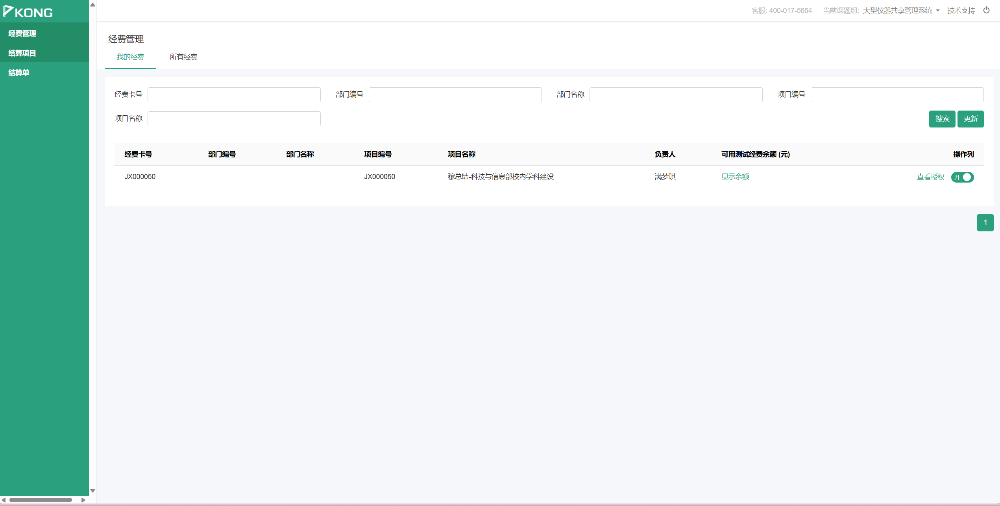 PKONG
客服: 400-017-5664 当前课题组: 大型仪器共享管理系统 技术支持
经费管理
结算项目
结算单
经费管理
我的经费 所有经费
经费卡号 部门编号 部门名称 项目编号
项目名称 搜索 更新
经费卡号 部门编号 部门名称 项目编号 项目名称 负责人 可用测试经费余额 (元) 操作列
JX000050 JX000050 穆总结-科技与信息部校内学科建设 满梦琪 显示余额 查看授权 开
1